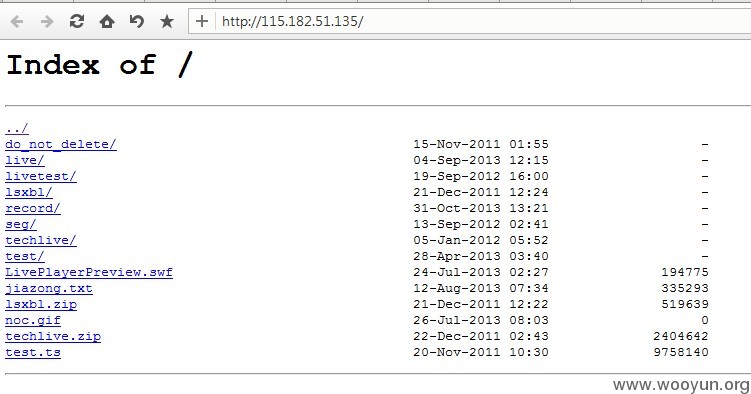 http://115.182.51.135/
Index of /
../
do_not_delete/ 15-Nov-2011 01:55 -
live/ 04-Sep-2013 12:15 -
livetest/ 19-Sep-2012 16:00 -
lsxbl/ 21-Dec-2011 12:24 -
record/ 31-Oct-2013 13:21 -
seg/ 13-Sep-2012 02:41 -
techlive/ 05-Jan-2012 05:52 -
test/ 28-Apr-2013 03:40 -
LivePlayerPreview.swf 24-Jul-2013 02:27 194775
jiazong.txt 12-Aug-2013 07:34 335293
lsxbl.zip 21-Dec-2011 12:22 519639
noc.gif 26-Jul-2013 08:03 0
techlive.zip 22-Dec-2011 02:43 2404642
test.ts 20-Nov-2011 10:30 9758140
www.wooyun.org